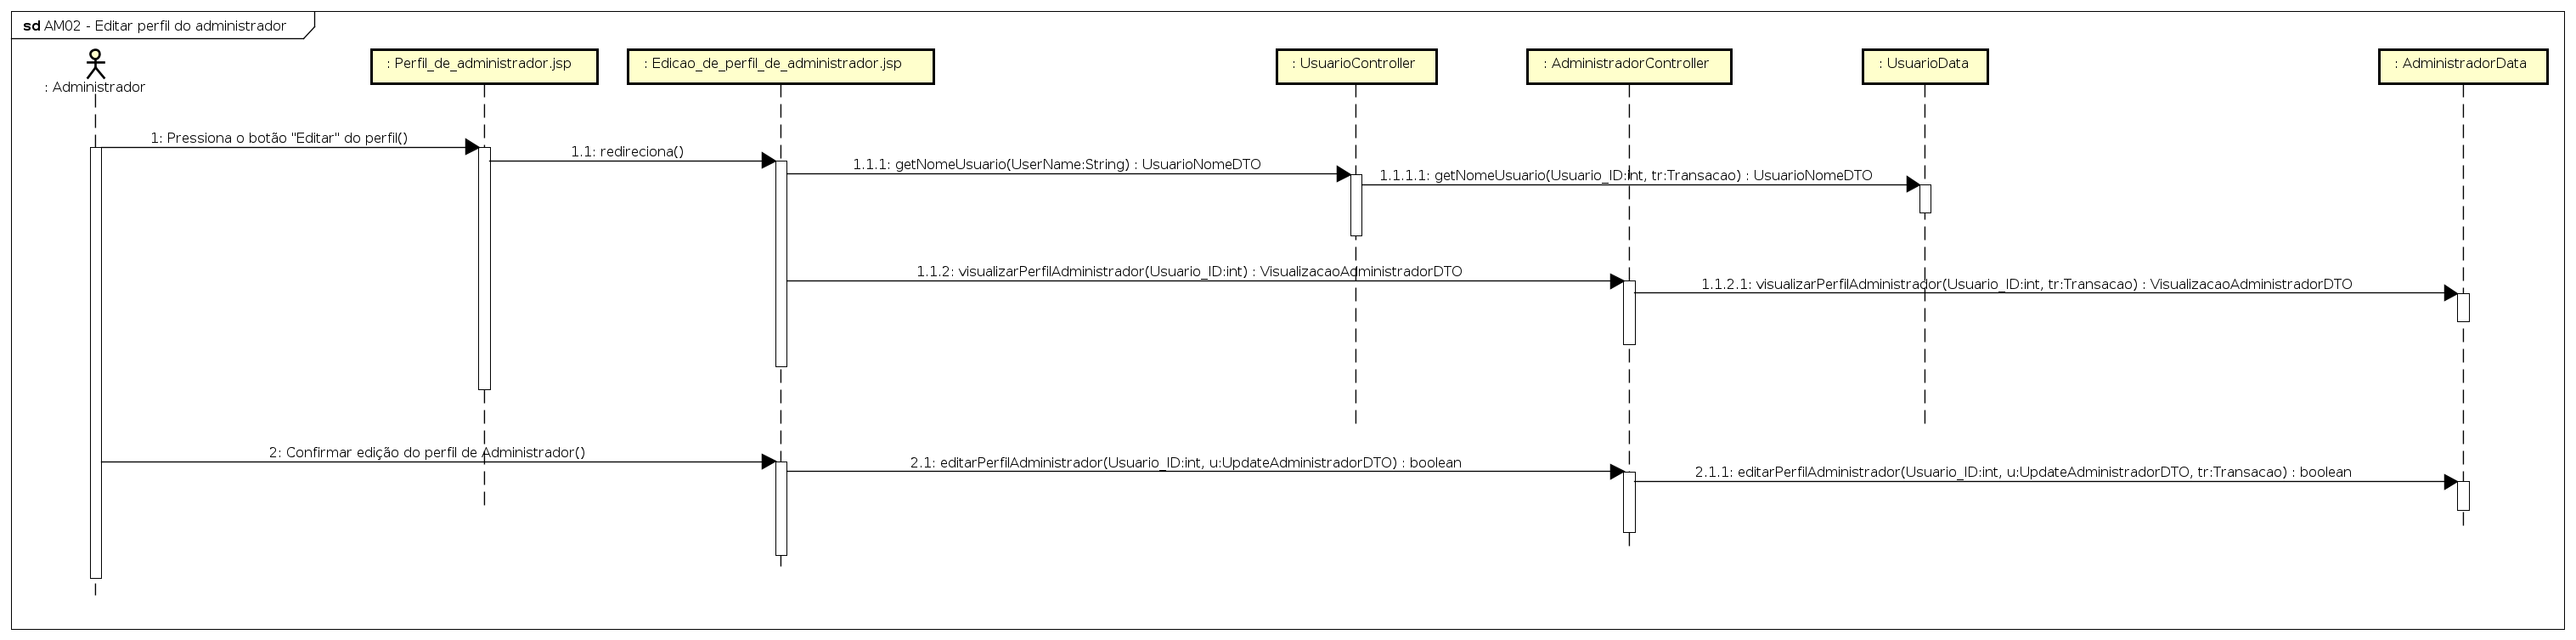 sd AM02 - Editar perfil do administrador
: Administrador
: Perfil_de_administrador.jsp
: Edicao_de_perfil_de_administrador.jsp
: UsuarioController
: AdministradorController
: UsuarioData
: AdministradorData
1: Pressiona o botão "Editar" do perfil()
1.1: redireciona()
1.1.1: getNomeUsuario(UserName:String) : UsuarioNomeDTO
1.1.1.1: getNomeUsuario(Usuario_ID:int, tr:Transacao) : UsuarioNomeDTO
1.1.2: visualizarPerfilAdministrador(Usuario_ID:int) : VisualizacaoAdministradorDTO
1.1.2.1: visualizarPerfilAdministrador(Usuario_ID:int, tr:Transacao) : VisualizacaoAdministradorDTO
2: Confirmar edição do perfil de Administrador()
2.1: editarPerfilAdministrador(Usuario_ID:int, u:UpdateAdministradorDTO) : boolean
2.1.1: editarPerfilAdministrador(Usuario_ID:int, u:UpdateAdministradorDTO, tr:Transacao) : boolean